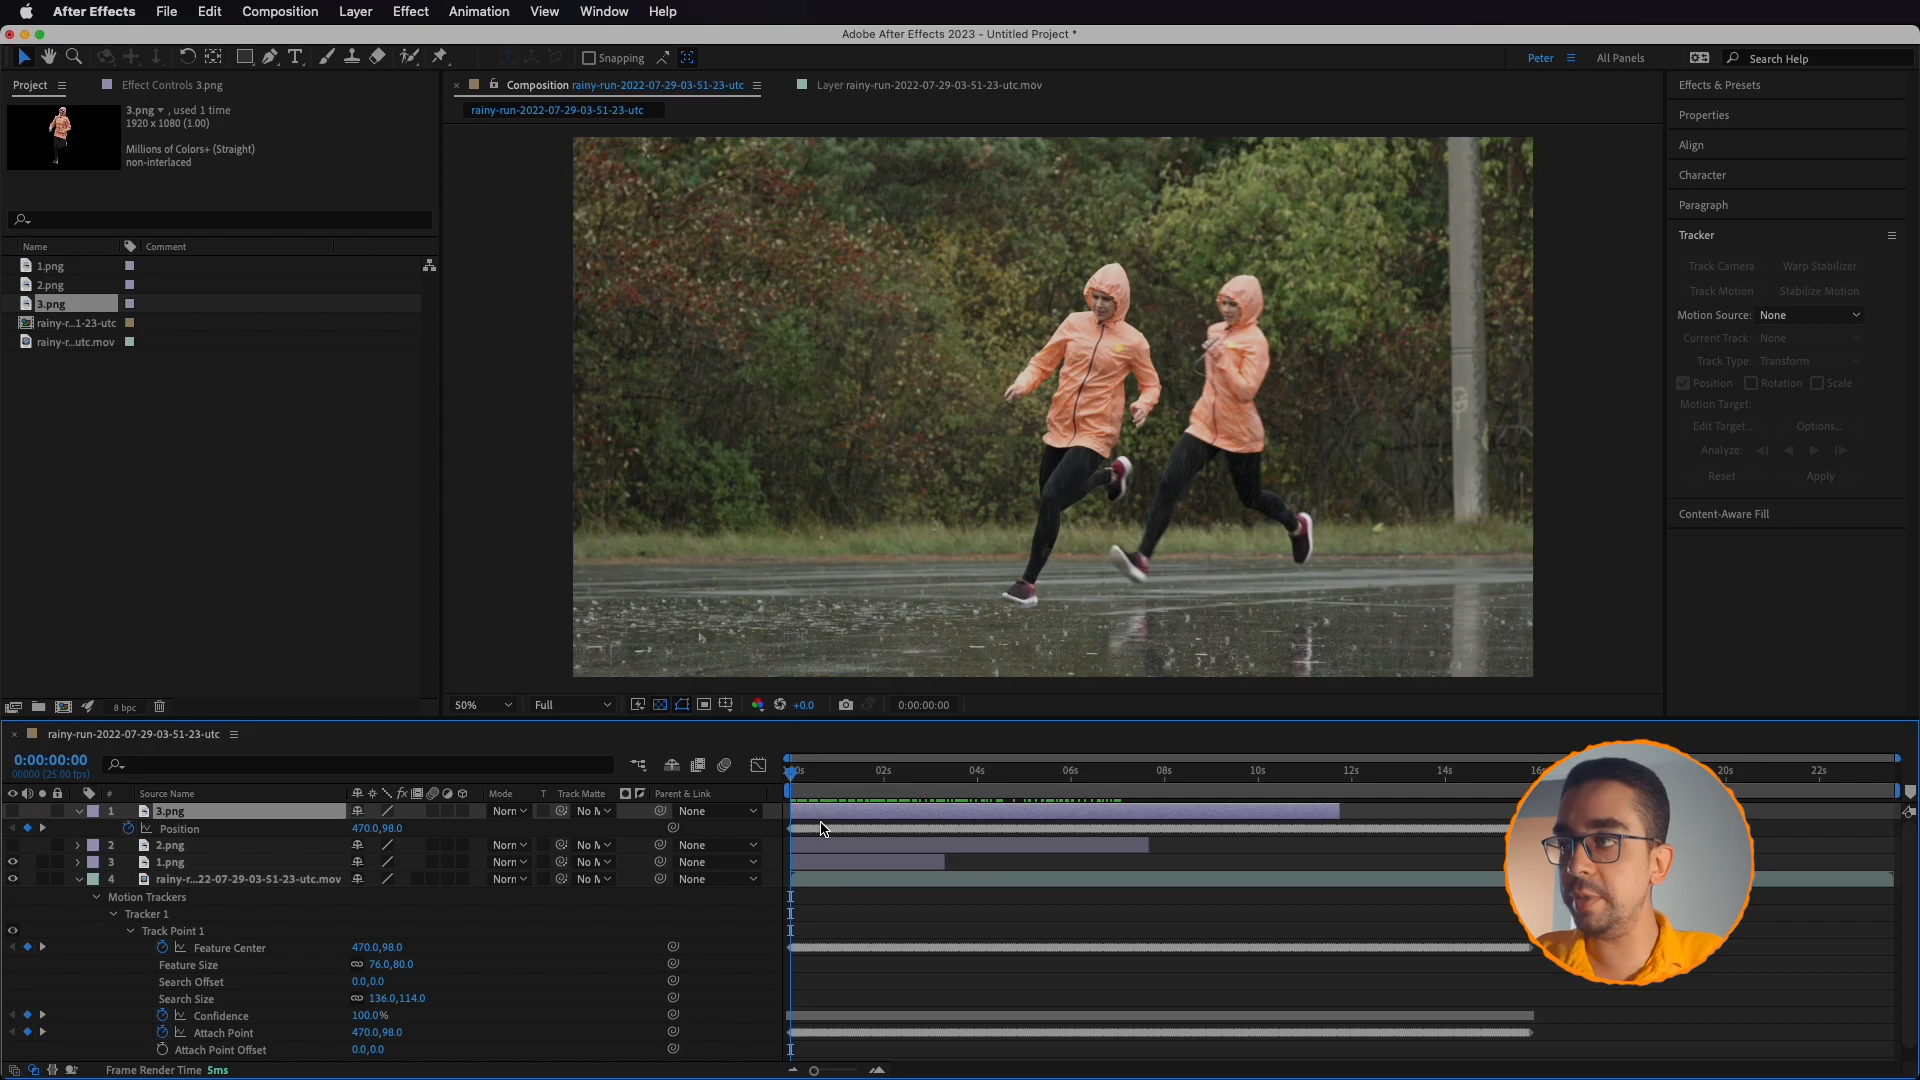 After Effects File Edit Composition Layer Effect Animation View Window Help
Adobe After Effects 2023 - Untitled Project *
Snapping Peter All Panels Search Help
Project Effect Controls 3.png
Composition rainy-run-2022-07-29-03-51-23-utc Layer rainy-run-2022-07-29-03-51-23-utc.mov
rainy-run-2022-07-29-03-51-23-utc
3.png , used 1 time
1920 x 1080 (1.00)
Millions of Colors+ (Straight)
non-interlaced
Name Comment
1.png
2.png
3.png
rainy-r...1-23-utc
rainy-r...utc.mov
8 bpc
50% Full +0.0 0:00:00:00
Effects & Presets
Properties
Align
Character
Paragraph
Tracker
Track Camera Warp Stabilizer
Track Motion Stabilize Motion
Motion Source: None
Current Track: None
Track Type: Transform
Position Rotation Scale
Motion Target:
Edit Target... Options...
Analyze:
Reset Apply
Content-Aware Fill
rainy-run-2022-07-29-03-51-23-utc
0:00:00:00
00000 (25.00 fps)
02s 04s 06s 08s 10s 12s 14s 20s 22s
# Source Name fx Mode T Track Matte Parent & Link
1 3.png Norn No M None
Position 470.0,98.0
2 2.png Norn No M None
3 1.png Norn No M None
4 rainy-r...22-07-29-03-51-23-utc.mov Norn No M None
Motion Trackers
Tracker 1
Track Point 1
Feature Center 470.0,98.0
Feature Size 76.0,80.0
Search Offset 0.0,0.0
Search Size 136.0,114.0
Confidence 100.0%
Attach Point 470.0,98.0
Attach Point Offset 0.0,0.0
Frame Render Time 5ms